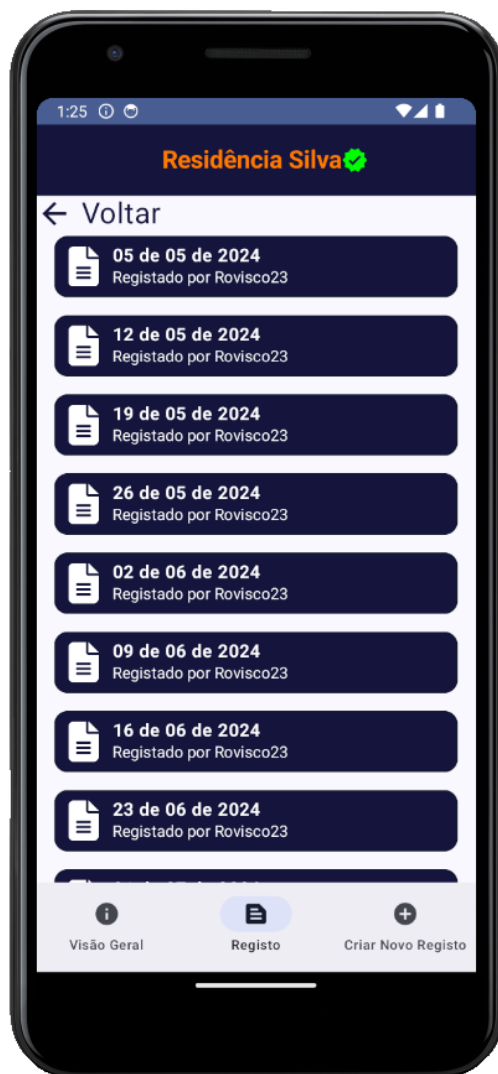 1:25
Residência Silva
Voltar
05 de 05 de 2024
Registado por Rovisco23
12 de 05 de 2024
Registado por Rovisco23
19 de 05 de 2024
Registado por Rovisco23
26 de 05 de 2024
Registado por Rovisco23
02 de 06 de 2024
Registado por Rovisco23
09 de 06 de 2024
Registado por Rovisco23
16 de 06 de 2024
Registado por Rovisco23
23 de 06 de 2024
Registado por Rovisco23
Visão Geral Registo Criar Novo Registo